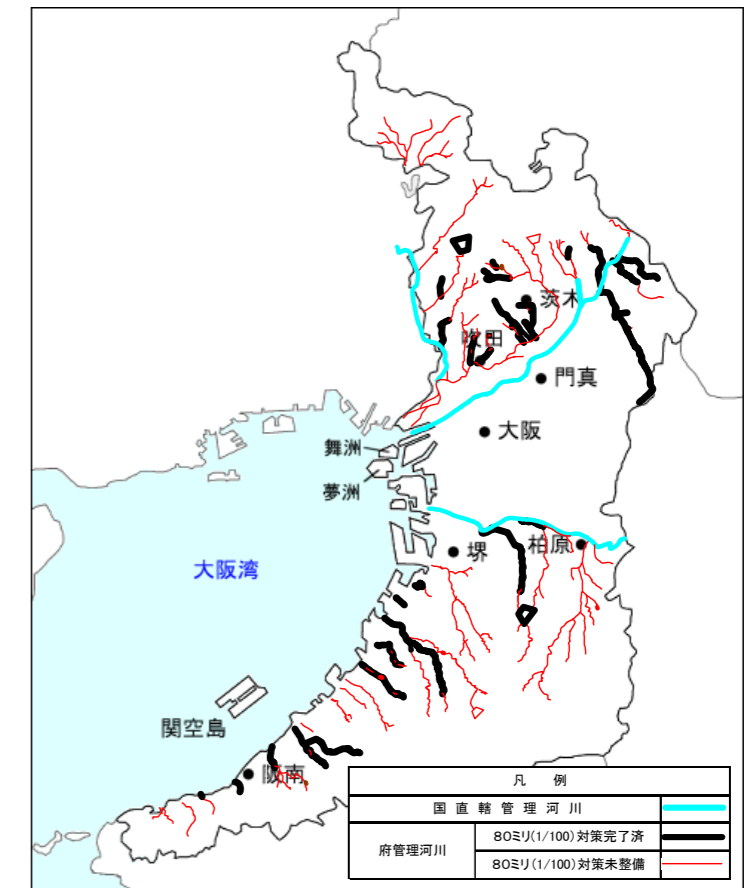 茨木
吹田
門真
大阪
舞洲
夢洲
堺
柏原
大阪湾
関空島
阪南
凡 例
国直轄管理河川
府管理河川
80ミリ(1/100)対策完了済
80ミリ(1/100)対策未整備